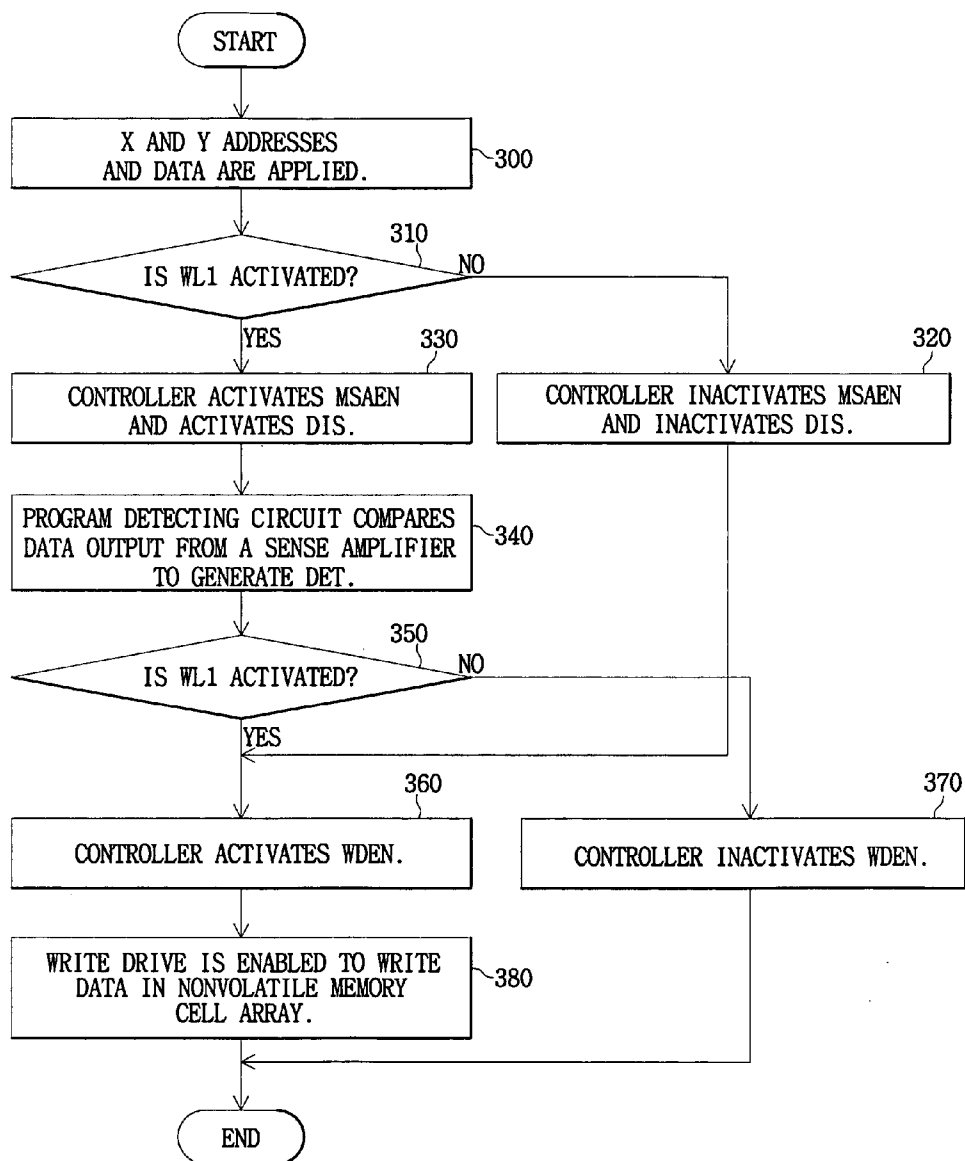 START
X AND Y ADDRESSES
AND DATA ARE APPLIED.
300
310
IS WL1 ACTIVATED?
NO
YES
330
320
CONTROLLER ACTIVATES MSAEN
AND ACTIVATES DIS.
CONTROLLER INACTIVATES MSAEN
AND INACTIVATES DIS.
PROGRAM DETECTING CIRCUIT COMPARES
DATA OUTPUT FROM A SENSE AMPLIFIER
TO GENERATE DET.
340
350
IS WL1 ACTIVATED?
NO
YES
360
370
CONTROLLER ACTIVATES WDEN.
CONTROLLER INACTIVATES WDEN.
WRITE DRIVE IS ENABLED TO WRITE
DATA IN NONVOLATILE MEMORY
CELL ARRAY.
380
END